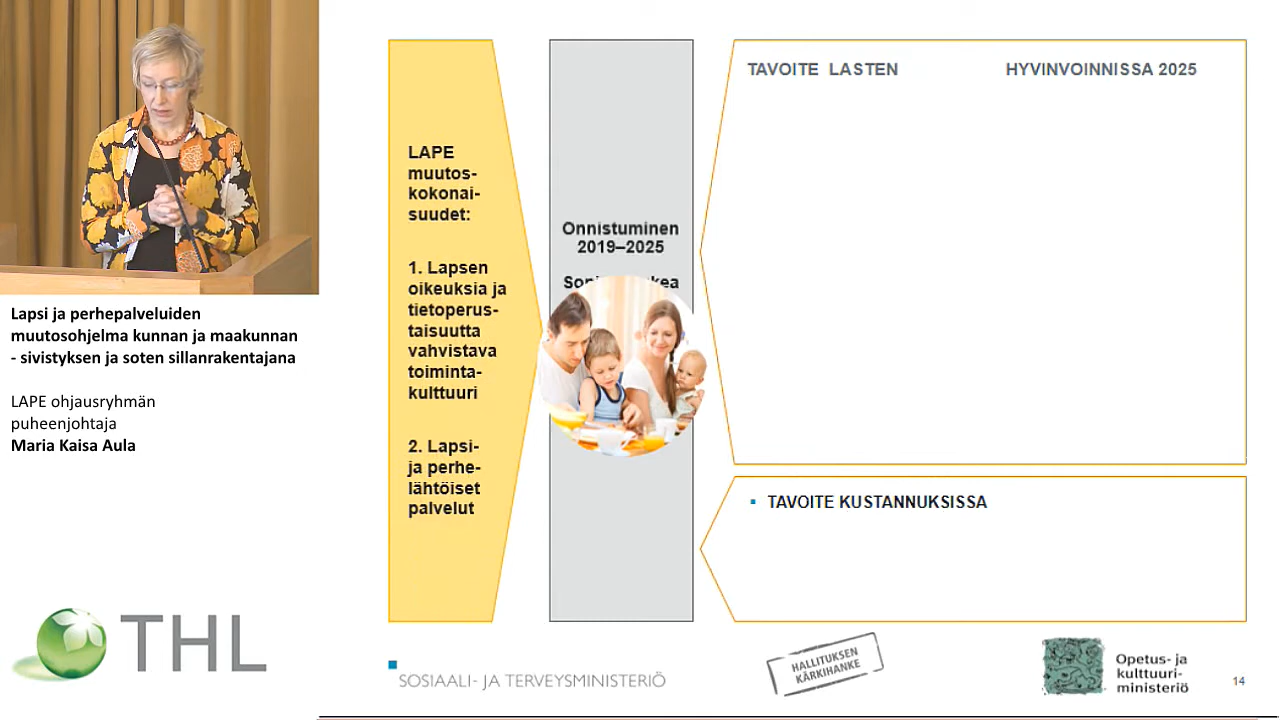 Lapsi ja perhepalveluiden
muutosohjelma kunnan ja maakunnan
- sivistyksen ja soten sillanrakentajana
LAPE ohjausryhmän
puheenjohtaja
Maria Kaisa Aula
THL
LAPE
muutos-
kokonai-
suudet:
1. Lapsen
oikeuksia ja
tietoperus-
taisuutta
vahvistava
toiminta-
kulttuuri
2. Lapsi-
ja perhe-
lähtöiset
palvelut
Onnistuminen
2019–2025
TAVOITE LASTEN HYVINVOINNISSA 2025
▪ TAVOITE KUSTANNUKSISSA
SOSIAALI- JA TERVEYSMINISTERIÖ
HALLITUKSEN
KÄRKIHANKE
Opetus- ja
kulttuuri-
ministeriö
14